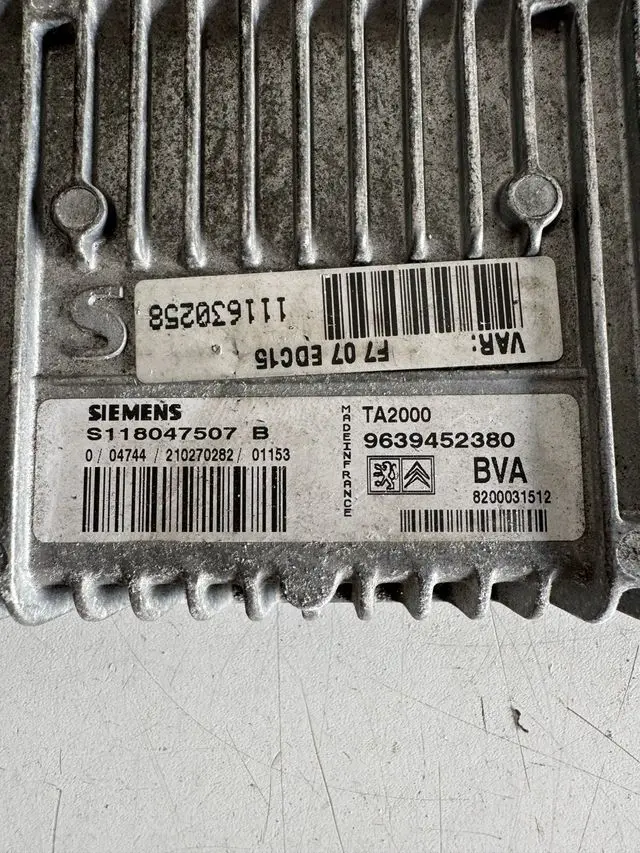 VAR: F7 07 EDC15
111630258
S
SIEMENS
S118047507 B
0 / 04744 / 210270282 / 01153
MADE IN FRANCE
TA2000
9639452380
BVA
8200031512